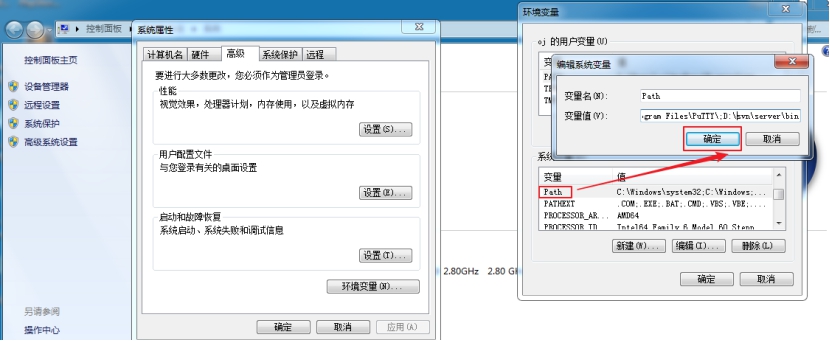 控制面板
控制面板主页
设备管理器
远程设置
系统保护
高级系统设置
另请参阅
操作中心
系统属性
计算机名
硬件
高级
系统保护
远程
要进行大多数更改，您必须作为管理员登录。
性能
视觉效果，处理器计划，内存使用，以及虚拟内存
设置(S)...
用户配置文件
与您登录有关的桌面设置
设置(E)...
启动和故障恢复
系统启动、系统失败和调试信息
设置(T)...
环境变量(N)...
确定
取消
应用(A)
2.80GHz 2.80
环境变量
的用户变量(U)
编辑系统变量
变量名(N):
Path
变量值(V):
gram Files\PuTTY\;D:\svn\server\bin
确定
取消
变量 值
Path C:\Windows\system32;C:\Windows;...
PATHEXT .COM;.EXE;.BAT;.CMD;.VBS;.VBE;....
PROCESSOR_AR... AMD64
PROCESSOR_ID Intel64 Family 6 Model 60 Stepp
新建(W)...
编辑(I)...
删除(L)
确定
取消